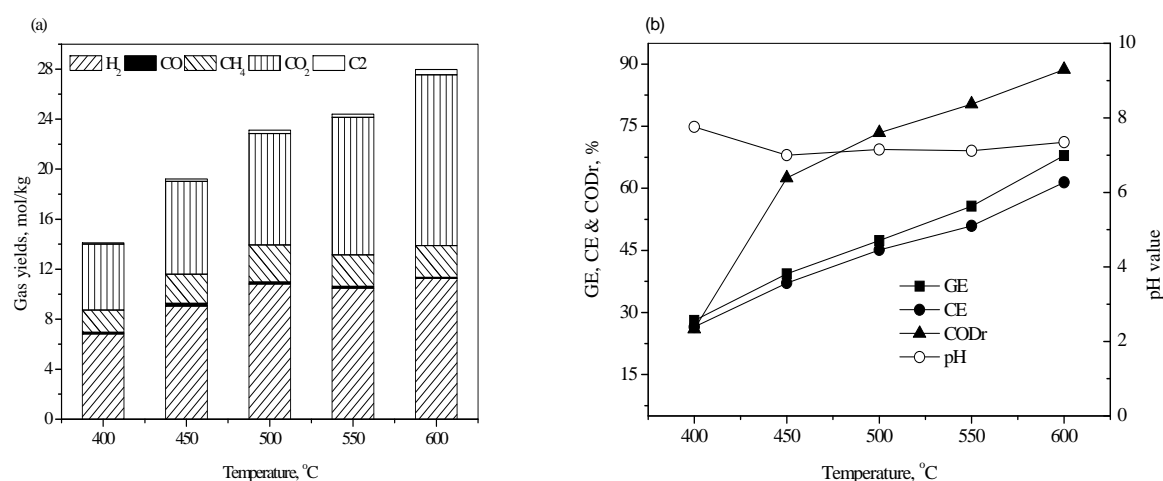 (a)
H₂ CO CH₄ CO₂ C2
28
24
20
16
12
8
4
0
Gas yields, mol/kg
400 450 500 550 600
Temperature, °C
(b)
90
75
60
45
30
15
GE, CE & CODr, %
10
8
6
4
2
0
pH value
GE
CE
CODr
pH
400 450 500 550 600
Temperature, °C